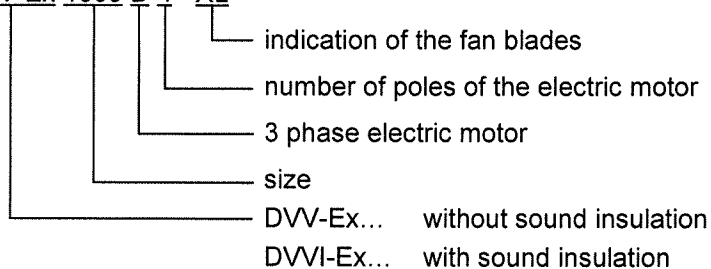 indication of the fan blades
number of poles of the electric motor
3 phase electric motor
size
DVV-Ex... without sound insulation
DVVI-Ex... with sound insulation